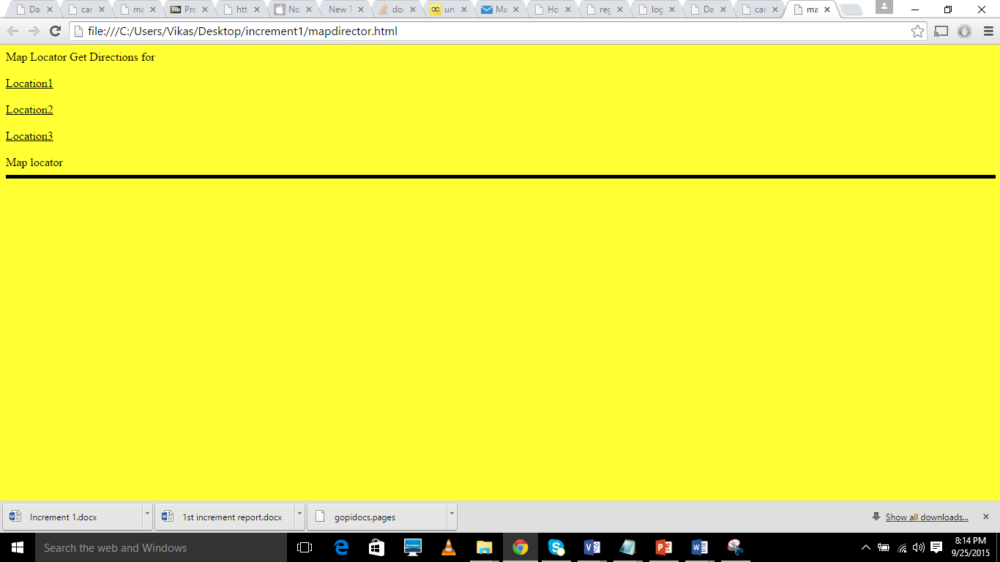 Da car ma Bb Pro htt No New T doc un Ma Ho reg log Da car ma
file:///C:/Users/Vikas/Desktop/increment1/mapdirector.html
Map Locator Get Directions for
Location1
Location2
Location3
Map locator
Increment 1.docx 1st increment report.docx gopidocs.pages Show all downloads...
Search the web and Windows
8:14 PM
9/25/2015